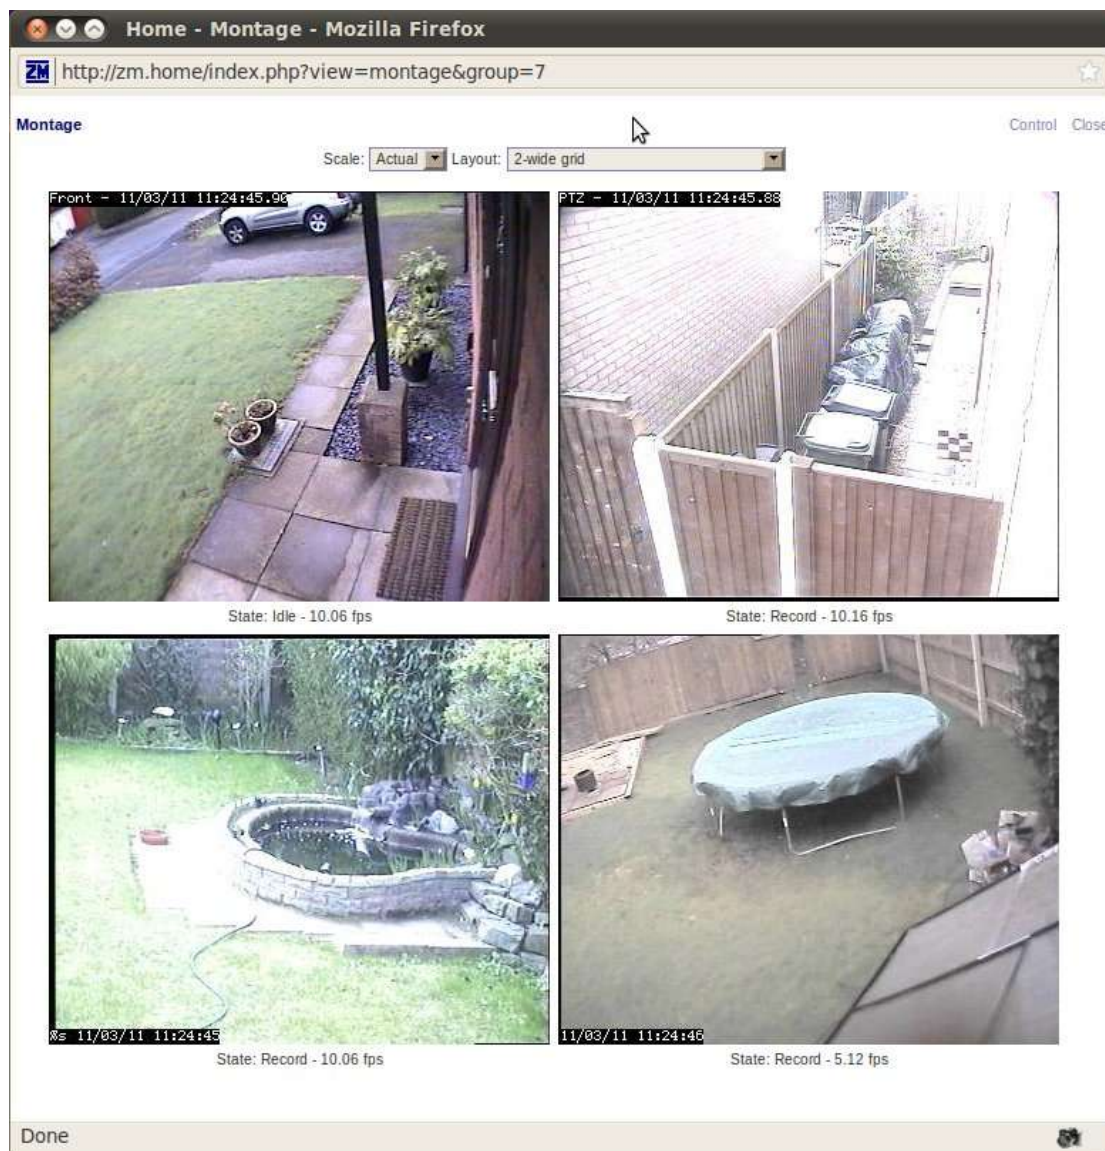 Home - Montage - Mozilla Firefox
ZM http://zm.home/index.php?view=montage&group=7
Montage Control Close
Scale: Actual Layout: 2-wide grid
Front - 11/03/11 11:24:45.90 PTZ - 11/03/11 11:24:45.88
State: Idle - 10.06 fps State: Record - 10.16 fps
%s 11/03/11 11:24:45 11/03/11 11:24:46
State: Record - 10.06 fps State: Record - 5.12 fps
Done